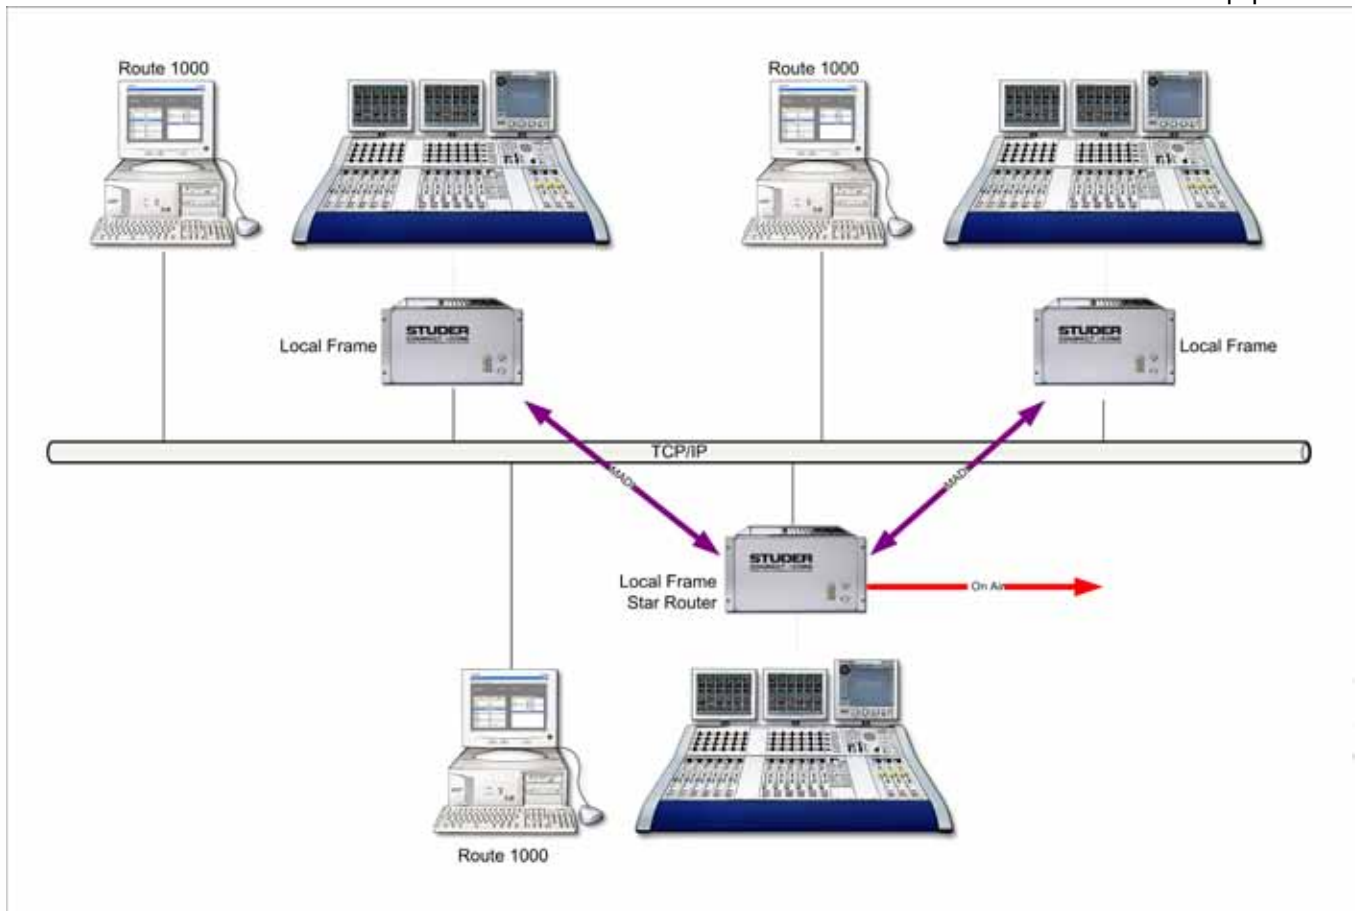 Route 1000
Route 1000
STUDER
Local Frame
STUDER
Local Frame
TCP/IP
MADI
MADI
STUDER
Local Frame
Star Router
On Air
Route 1000